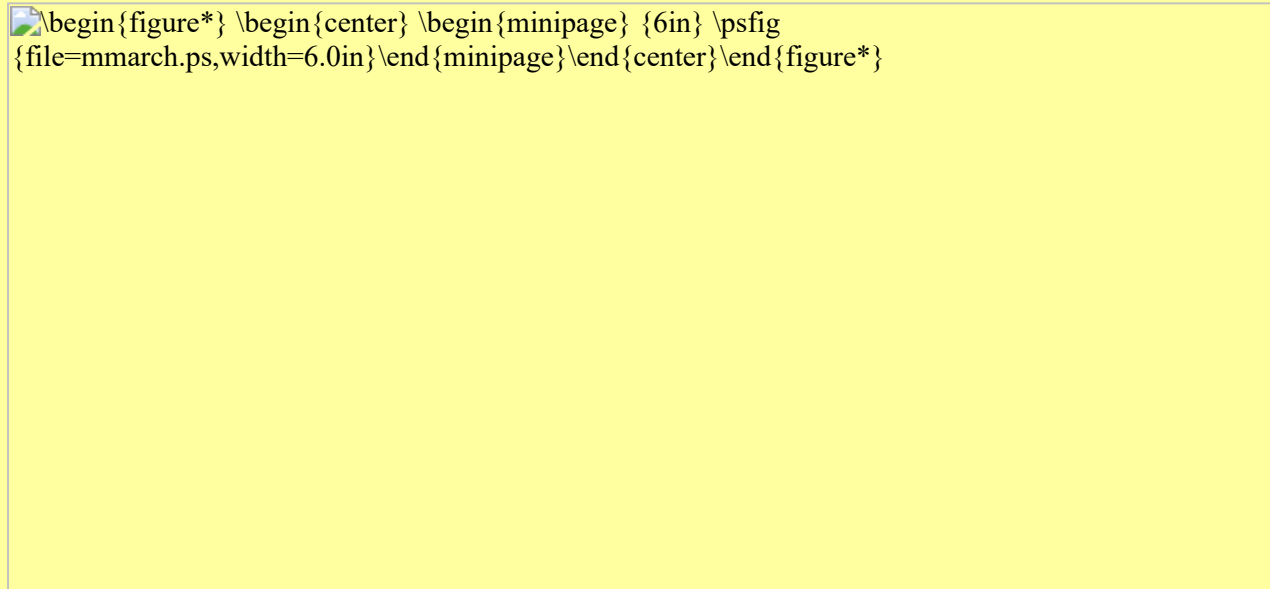 \begin{figure*} \begin{center} \begin{minipage} {6in} \psfig
{file=mmarch.ps,width=6.0in}\end{minipage}\end{center}\end{figure*}